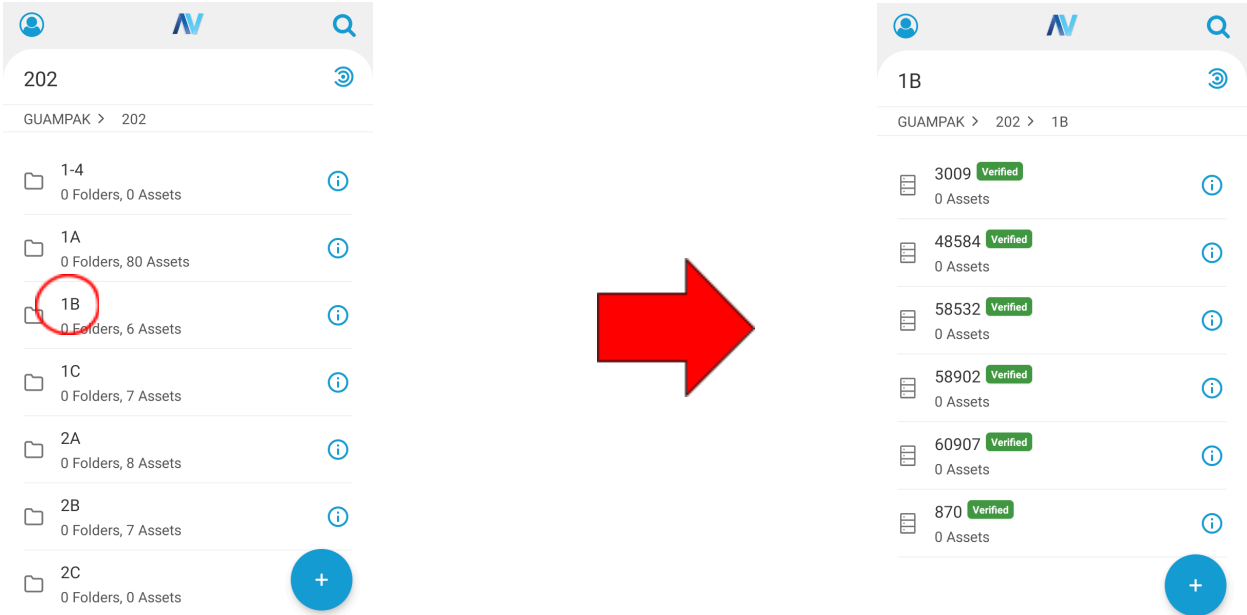 202
GUAMPAK > 202
1-4
0 Folders, 0 Assets
1A
0 Folders, 80 Assets
1B
0 Folders, 6 Assets
1C
0 Folders, 7 Assets
2A
0 Folders, 8 Assets
2B
0 Folders, 7 Assets
2C
0 Folders, 0 Assets
+
1B
GUAMPAK > 202 > 1B
3009 Verified
0 Assets
48584 Verified
0 Assets
58532 Verified
0 Assets
58902 Verified
0 Assets
60907 Verified
0 Assets
870 Verified
0 Assets
+